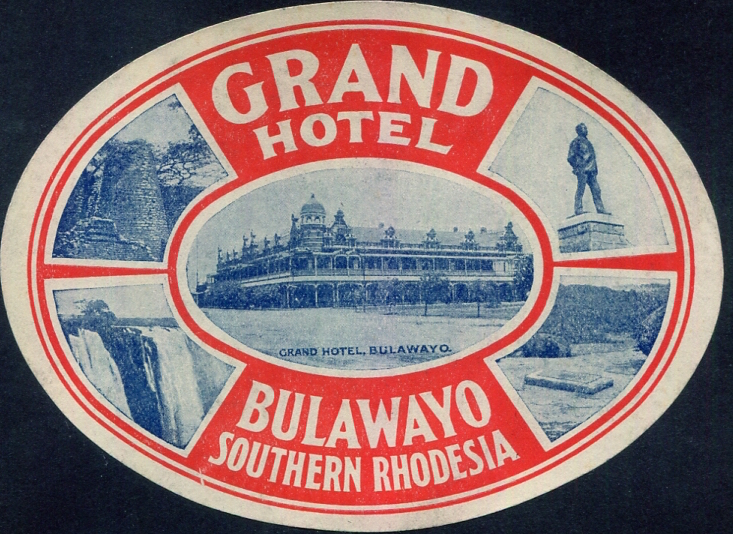 GRAND
HOTEL
GRAND HOTEL, BULAWAYO.
BULAWAYO
SOUTHERN RHODESIA